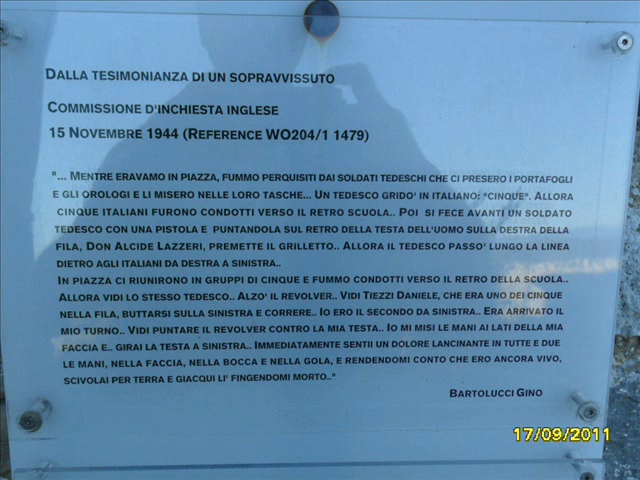 DALLA TESIMONIANZA DI UN SOPRAVVISSUTO
COMMISSIONE D'INCHIESTA INGLESE
15 NOVEMBRE 1944 (REFERENCE WO204/1 1479)
"... MENTRE ERAVAMO IN PIAZZA, FUMMO PERQUISITI DAI SOLDATI TEDESCHI CHE CI PRESERO I PORTAFOGLI
E GLI OROLOGI E LI MISERO NELLE LORO TASCHE... UN TEDESCO GRIDO' IN ITALIANO: "CINQUE". ALLORA
CINQUE ITALIANI FURONO CONDOTTI VERSO IL RETRO SCUOLA.. POI SI FECE AVANTI UN SOLDATO
TEDESCO CON UNA PISTOLA E PUNTANDOLA SUL RETRO DELLA TESTA DELL'UOMO SULLA DESTRA DELLA
FILA, DON ALCIDE LAZZERI, PREMETTE IL GRILLETTO.. ALLORA IL TEDESCO PASSO' LUNGO LA LINEA
DIETRO AGLI ITALIANI DA DESTRA A SINISTRA..
IN PIAZZA CI RIUNIRONO IN GRUPPI DI CINQUE E FUMMO CONDOTTI VERSO IL RETRO DELLA SCUOLA..
ALLORA VIDI LO STESSO TEDESCO.. ALZO'IL REVOLVER.. VIDI TIEZZI DANIELE, CHE ERA UNO DEI CINQUE
NELLA FILA, BUTTARSI SULLA SINISTRA E CORRERE.. IO ERO IL SECONDO DA SINISTRA.. ERA ARRIVATO IL
MIO TURNO.. VIDI PUNTARE IL REVOLVER CONTRO LA MIA TESTA.. IO MI MISI LE MANI AI LATI DELLA MIA
FACCIA E.. GIRAI LA TESTA A SINISTRA.. IMMEDIATAMENTE SENTII UN DOLORE LANCINANTE IN TUTTE E DUE
LE MANI, NELLA FACCIA, NELLA BOCCA E NELLA GOLA, E RENDENDOMI CONTO CHE ERO ANCORA VIVO,
SCIVOLAI PER TERRA E GIACQUI LI' FINGENDOMI MORTO.."
BARTOLUCCI GINO
17/09/2011